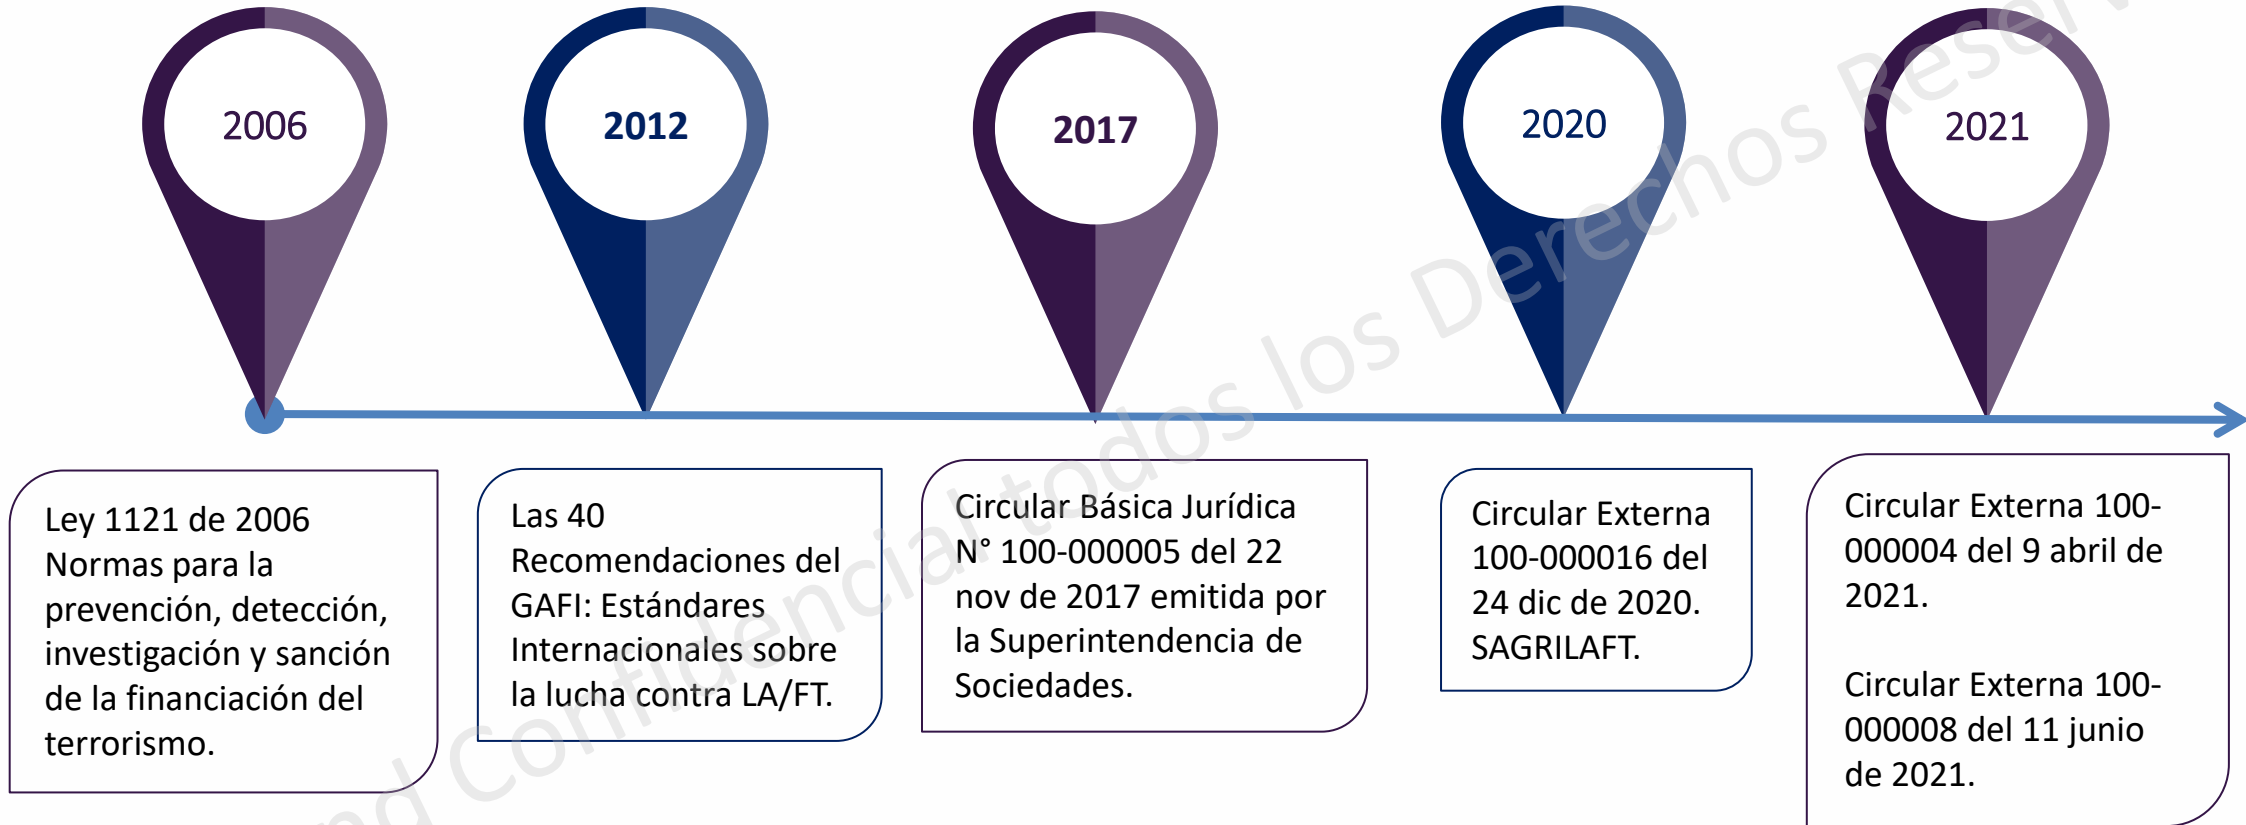 2006
2012
2017
2020
2021
Ley 1121 de 2006
Normas para la
prevención, detección,
investigación y sanción
de la financiación del
terrorismo.
Las 40
Recomendaciones del
GAFI: Estándares
Internacionales sobre
la lucha contra LA/FT.
Circular Básica Jurídica
N° 100-000005 del 22
nov de 2017 emitida por
la Superintendencia de
Sociedades.
Circular Externa
100-000016 del
24 dic de 2020.
SAGRILAFT.
Circular Externa 100-
000004 del 9 abril de
2021.
Circular Externa 100-
000008 del 11 junio
de 2021.
Confidencial todos los Derechos